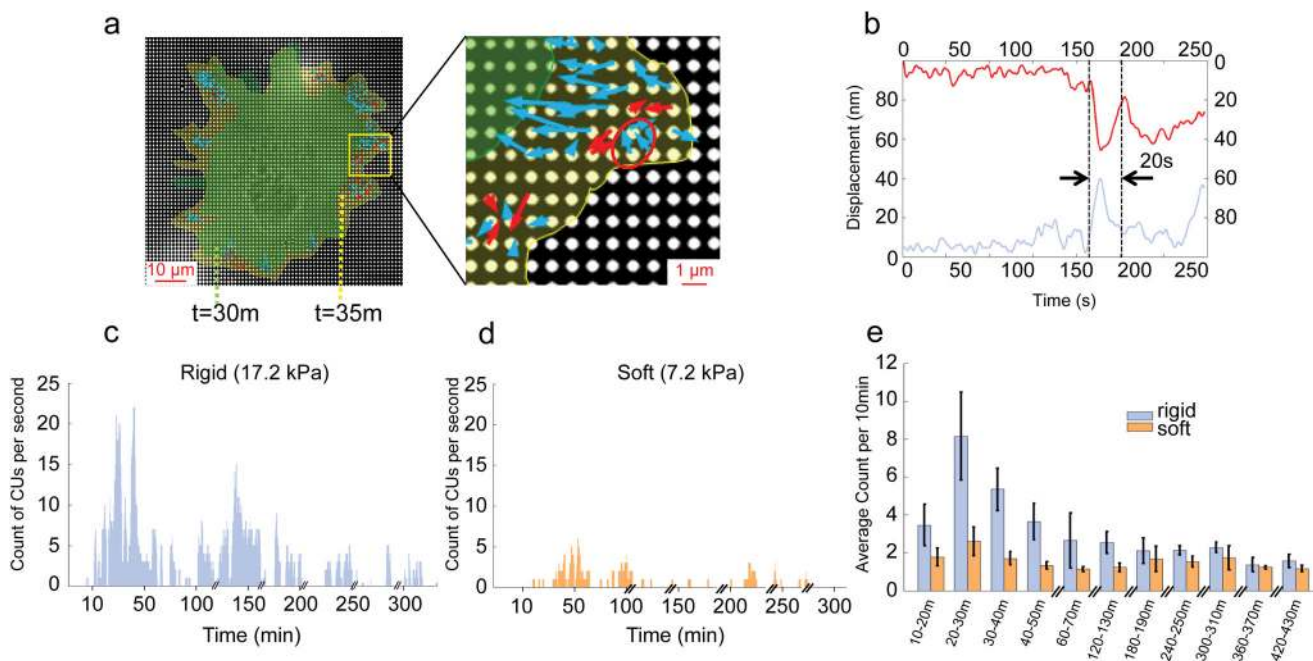 a
10 µm
t=30m
t=35m
1 µm
b
0 50 100 150 200 250
Displacement (nm)
80
60
40
20
0
0
20
40
60
80
20s
0 50 100 150 200 250
Time (s)
c
Rigid (17.2 kPa)
Count of CUs per second
25
20
15
10
5
0
10 50 100 150 200 250 300
Time (min)
d
Soft (7.2 kPa)
Count of CUs per second
25
20
15
10
5
0
10 50 100 150 200 250 300
Time (min)
e
Average Count per 10min
12
10
8
6
4
2
0
rigid
soft
10-20m
20-30m
30-40m
40-50m
60-70m
120-130m
180-190m
240-250m
300-310m
360-370m
420-430m